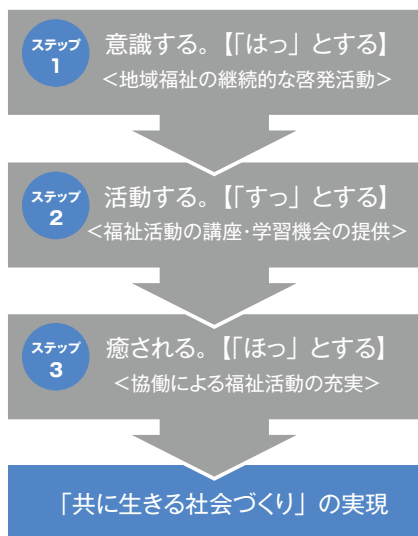 ステップ
1
意識する。【「はっ」とする】
＜地域福祉の継続的な啓発活動＞
ステップ
2
活動する。【「すっ」とする】
＜福祉活動の講座・学習機会の提供＞
ステップ
3
癒される。【「ほっ」とする】
＜協働による福祉活動の充実＞
「共に生きる社会づくり」の実現